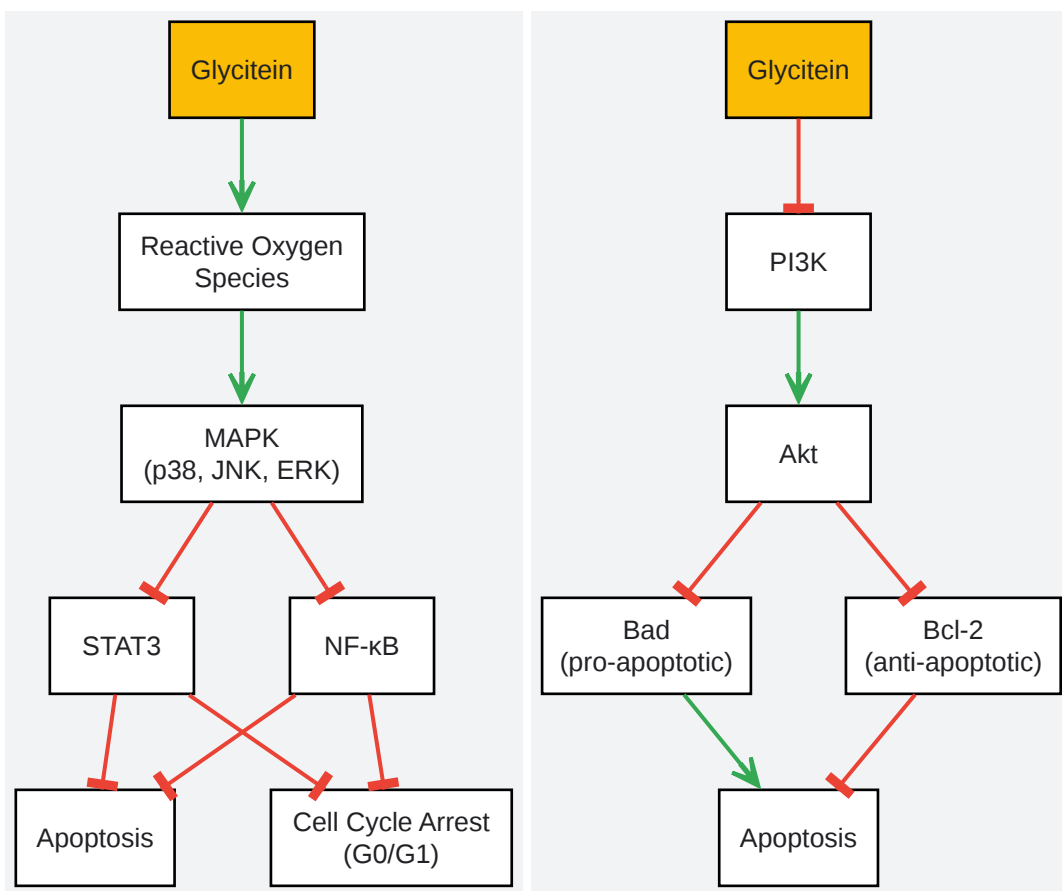 Glycitein
Reactive Oxygen
Species
MAPK
(p38, JNK, ERK)
STAT3
NF-κB
Apoptosis
Cell Cycle Arrest
(G0/G1)
Glycitein
PI3K
Akt
Bad
(pro-apoptotic)
Bcl-2
(anti-apoptotic)
Apoptosis